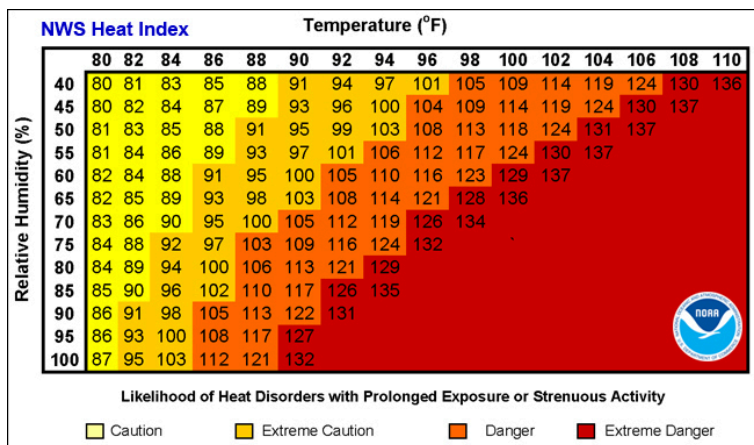 NWS Heat Index Temperature (°F)
80 82 84 86 88 90 92 94 96 98 100 102 104 106 108 110
40 80 81 83 85 88 91 94 97 101 105 109 114 119 124 130 136
45 80 82 84 87 89 93 96 100 104 109 114 119 124 130 137
50 81 83 85 88 91 95 99 103 108 113 118 124 131 137
55 81 84 86 89 93 97 101 106 112 117 124 130 137
60 82 84 88 91 95 100 105 110 116 123 129 137
65 82 85 89 93 98 103 108 114 121 128 136
70 83 86 90 95 100 105 112 119 126 134
75 84 88 92 97 103 109 116 124 132
80 84 89 94 100 106 113 121 129
85 85 90 96 102 110 117 126 135
90 86 91 98 105 113 122 131
95 86 93 100 108 117 127
100 87 95 103 112 121 132
Relative Humidity (%)
NOAA
Likelihood of Heat Disorders with Prolonged Exposure or Strenuous Activity
Caution Extreme Caution Danger Extreme Danger